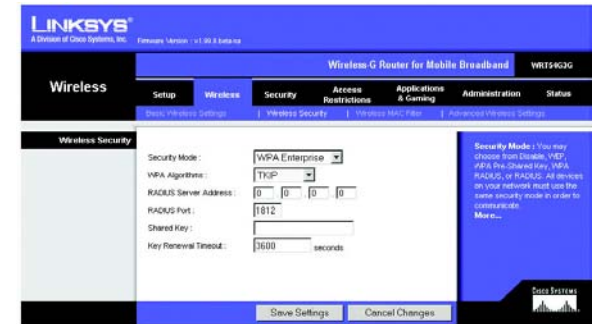 LINKSYS®
A Division of Cisco Systems, Inc.
Firmware Version : v1.99.8
Wireless-G Router for Mobile Broadband WRT54G3G
Wireless
Setup Wireless Security Access Restrictions Applications & Gaming Administration Status
Basic Wireless Settings | Wireless Security | Wireless MAC Filter | Advanced Wireless Settings
Wireless Security
Security Mode : WPA Enterprise
WPA Algorithms : TKIP
RADIUS Server Address : 0 . 0 . 0 . 0
RADIUS Port : 1812
Shared Key :
Key Renewal Timeout : 3600 seconds
Security Mode : You may
choose from Disable, WEP,
WPA Pre-Shared Key, WPA
RADIUS, or RADIUS. All devices
on your network must use the
same security mode in order to
communicate.
More...
CISCO SYSTEMS
Save Settings Cancel Changes